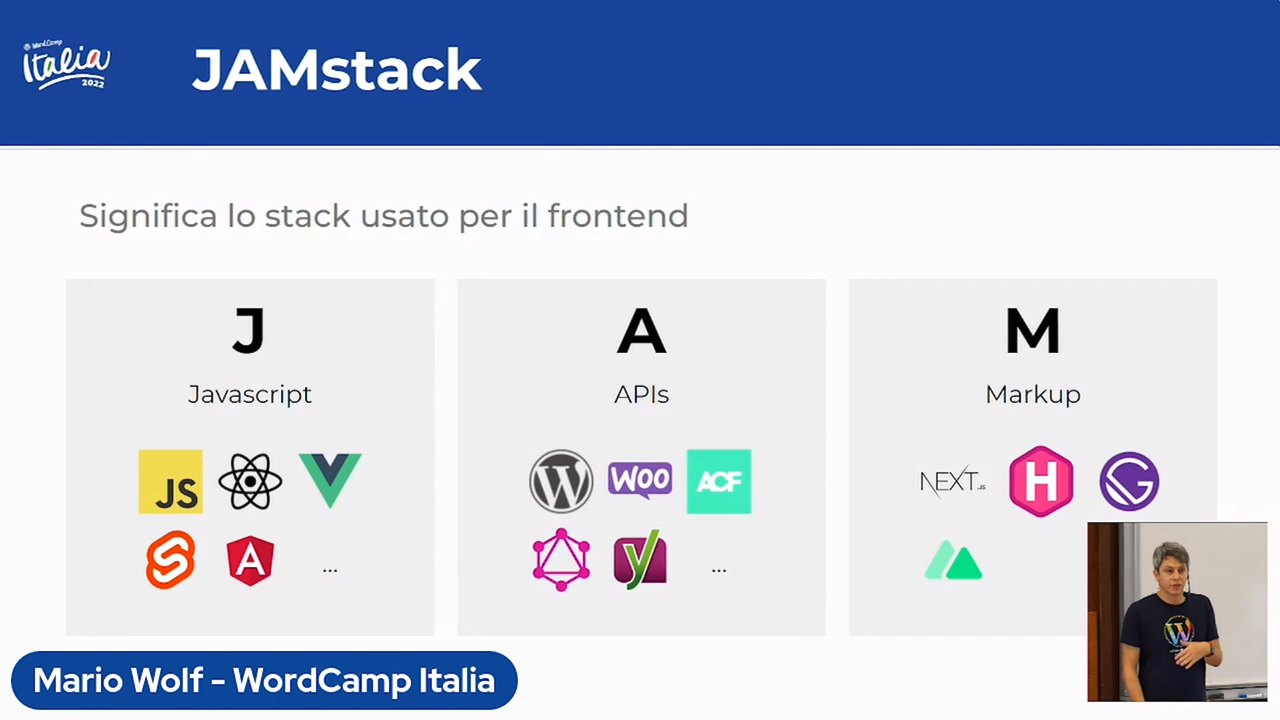 WordCamp
Italia
2022
JAMstack
Significa lo stack usato per il frontend
J
Javascript
JS
A
...
A
APIs
W
WOO
ACF
y
...
M
Markup
NEXT.JS
H
G
W
Mario Wolf - WordCamp Italia